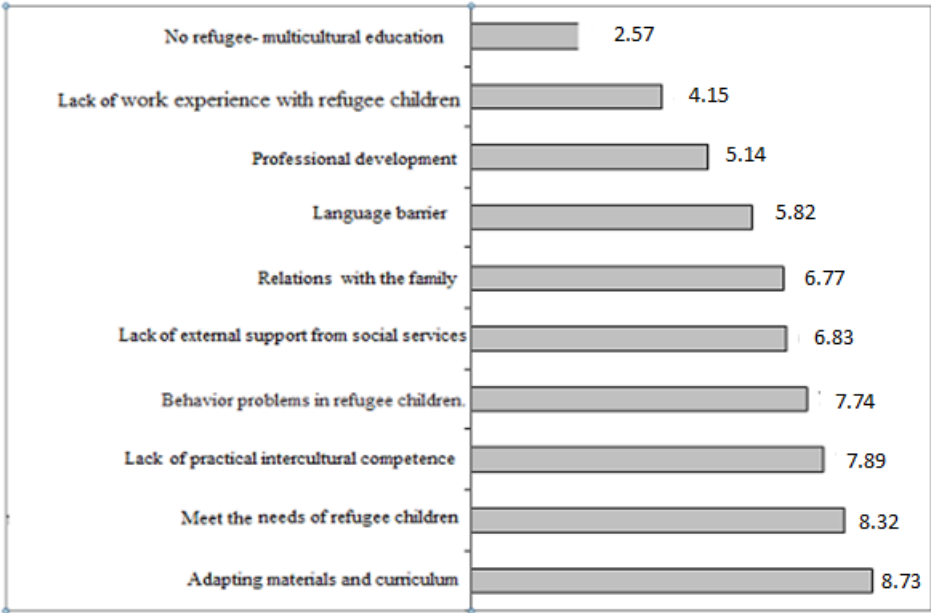 No refugee- multicultural education 2.57
Lack of work experience with refugee children 4.15
Professional development 5.14
Language barrier 5.82
Relations with the family 6.77
Lack of external support from social services 6.83
Behavior problems in refugee children. 7.74
Lack of practical intercultural competence 7.89
Meet the needs of refugee children 8.32
Adapting materials and curriculum 8.73